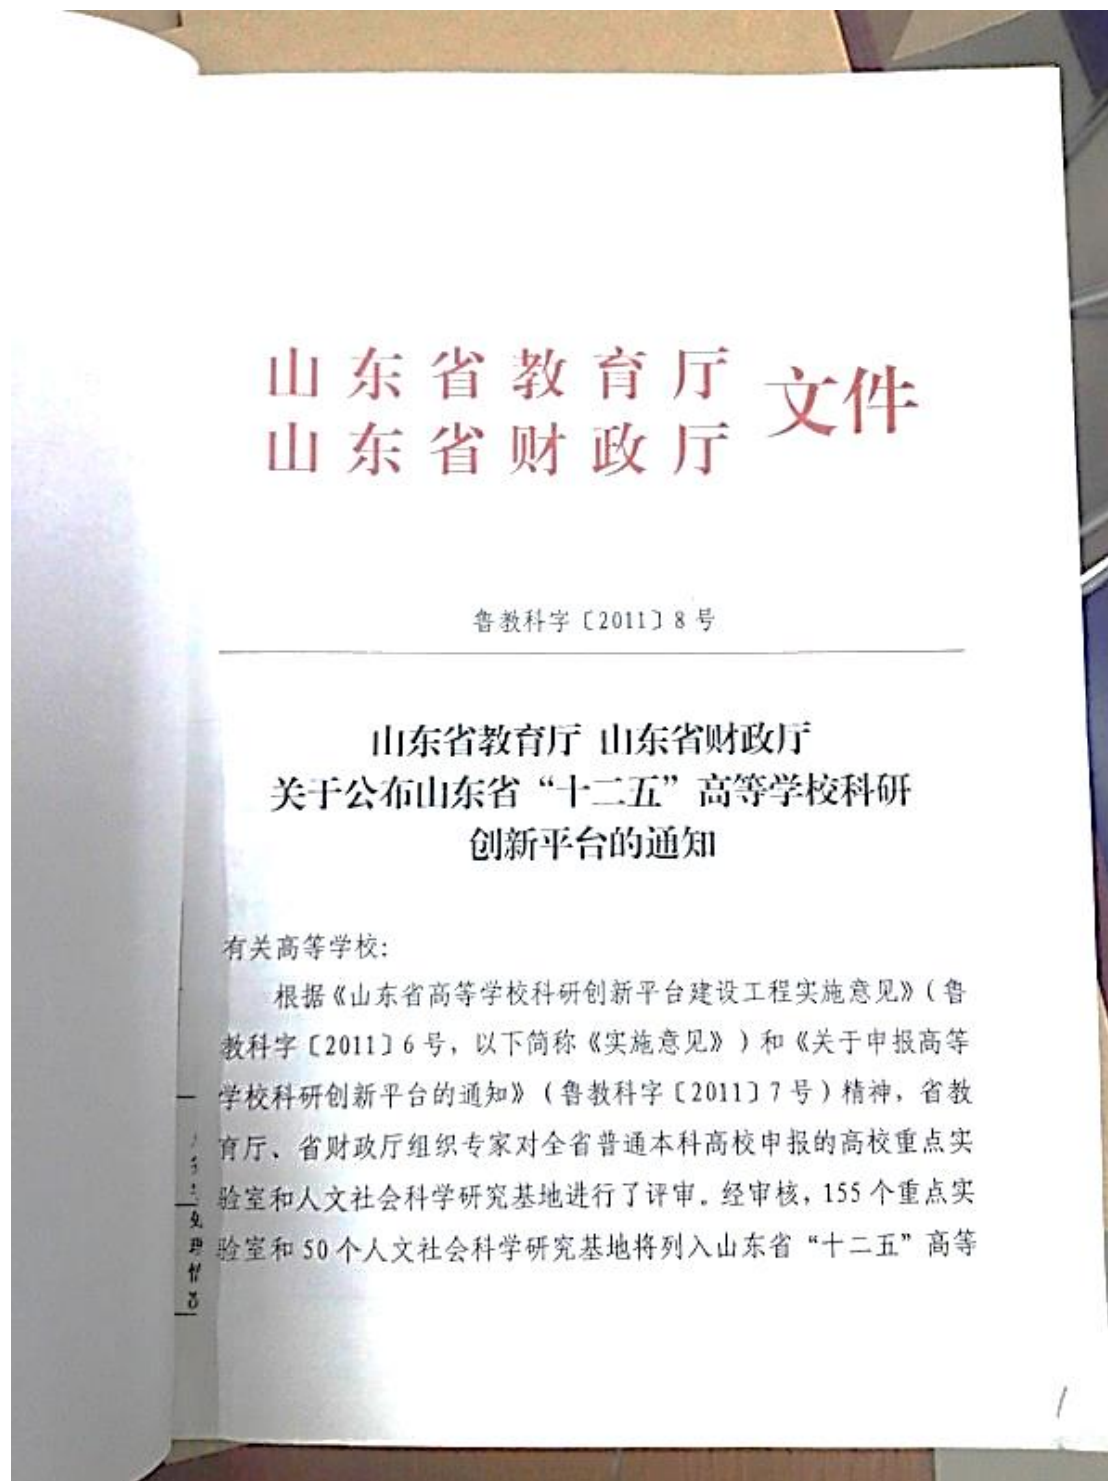 山东省教育厅
山东省财政厅
文件
鲁教科字〔2011〕8号
山东省教育厅 山东省财政厅
关于公布山东省“十二五”高等学校科研
创新平台的通知
有关高等学校:
根据《山东省高等学校科研创新平台建设工程实施意见》（鲁
教科字〔2011〕6号，以下简称《实施意见》）和《关于申报高等
学校科研创新平台的通知》（鲁教科字〔2011〕7号）精神，省教
育厅、省财政厅组织专家对全省普通本科高校申报的高校重点实
验室和人文社会科学研究基地进行了评审。经审核，155个重点实
验室和50个人文社会科学研究基地将列入山东省“十二五”高等